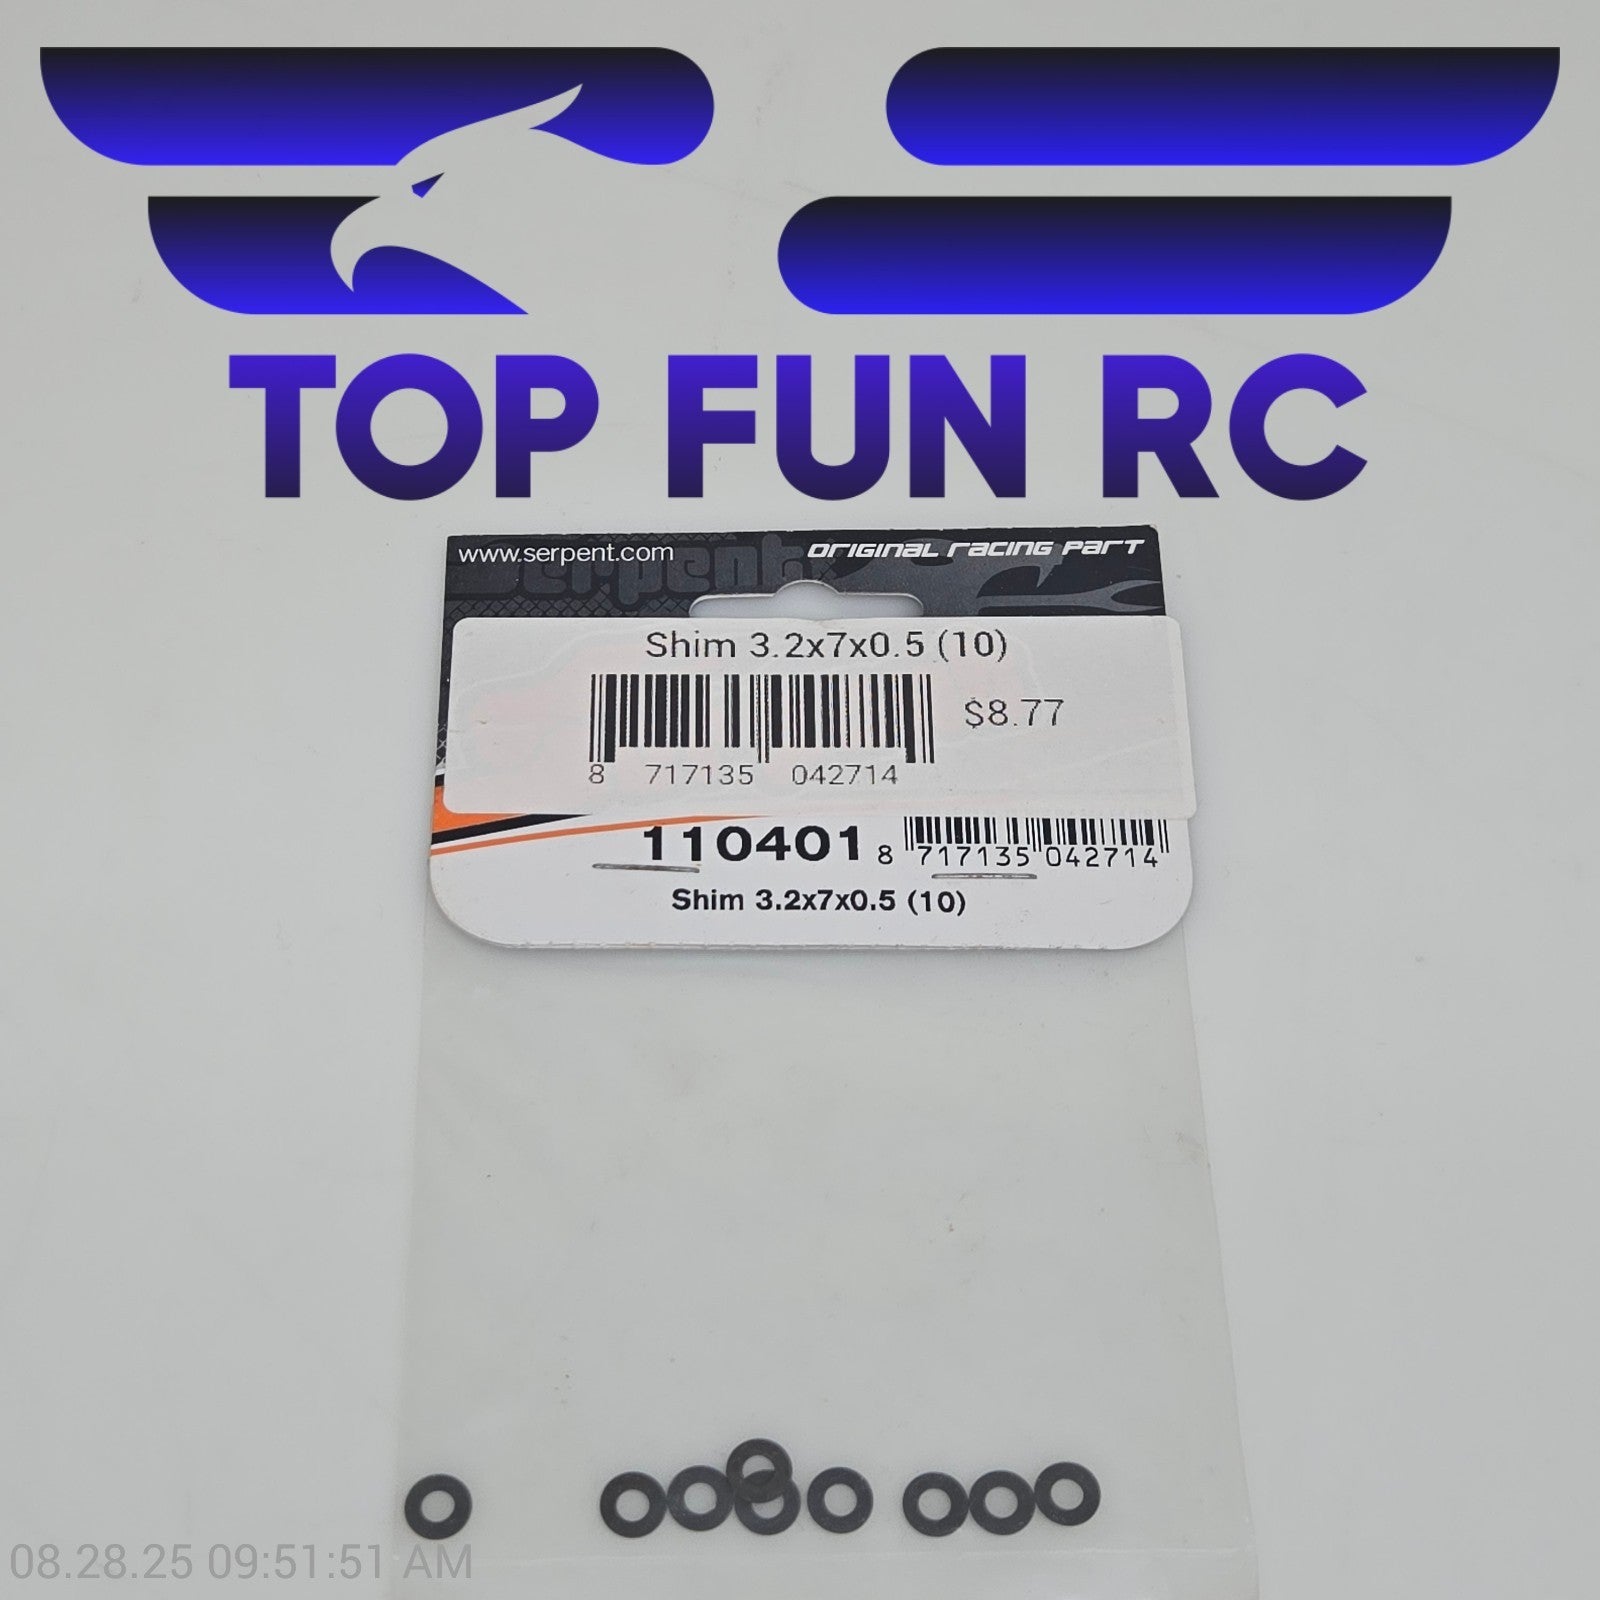 TOP FUN RC
www.serpent.com
ORIGINAL RACING PART
Serpent
Shim 3.2x7x0.5 (10)
$8.77
8 717135 042714
110401
8 717135 042714
Shim 3.2x7x0.5 (10)
08.28.25 09:51:51 AM